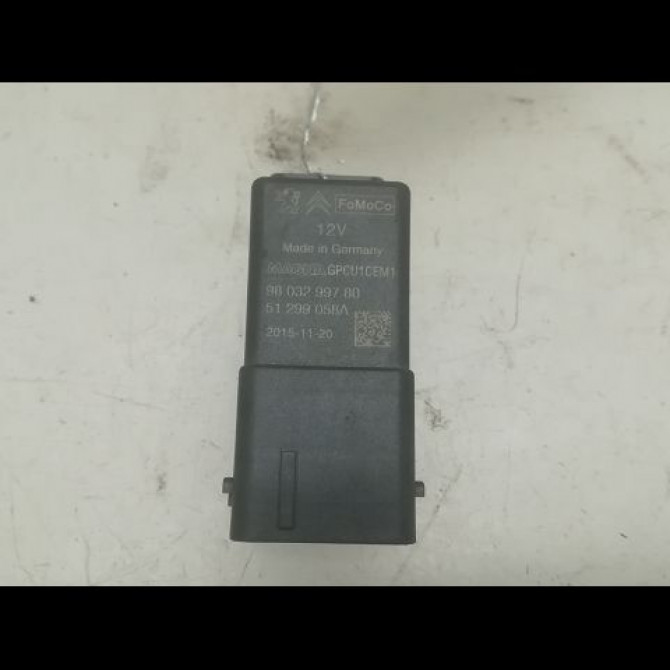 FoMoCo
12V
Made in Germany
GPCU1CEM1
98 032 997 80
51 299 058A
2015-11-20